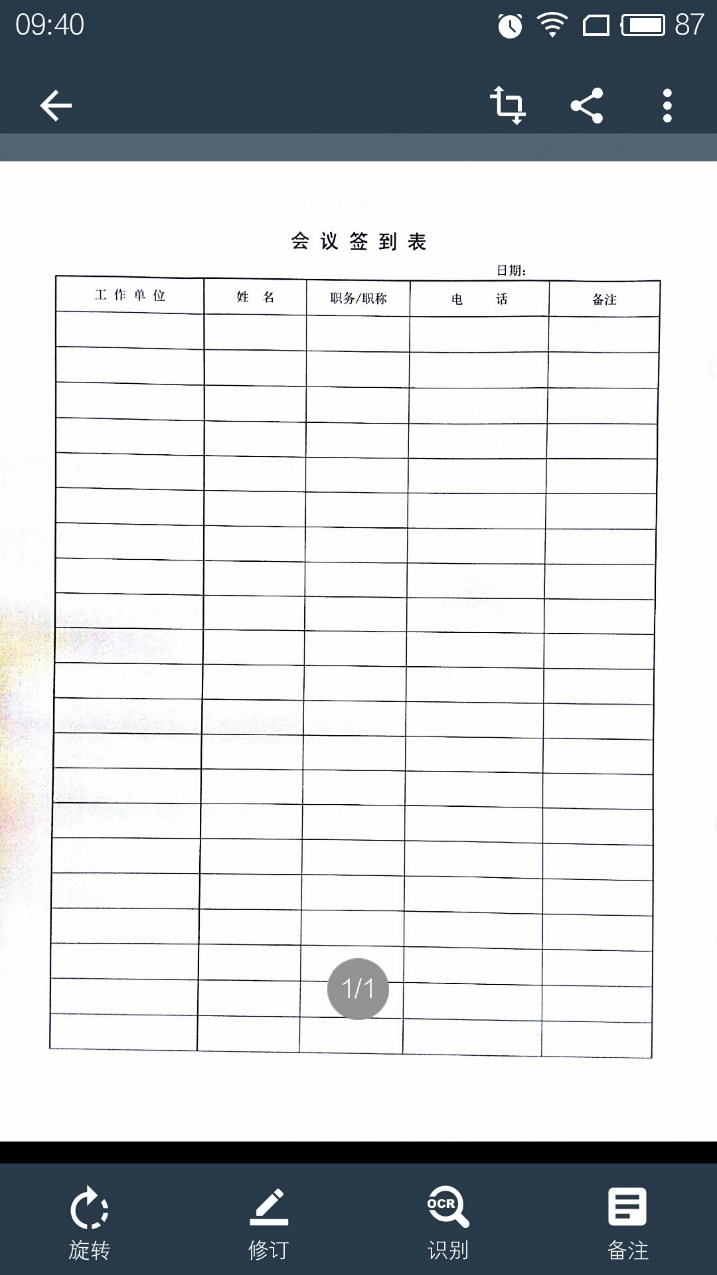 09:40 87
会议签到表
日期:
工作单位 姓名 职务/职称 电话 备注
1/1
旋转 修订 OCR 识别 备注